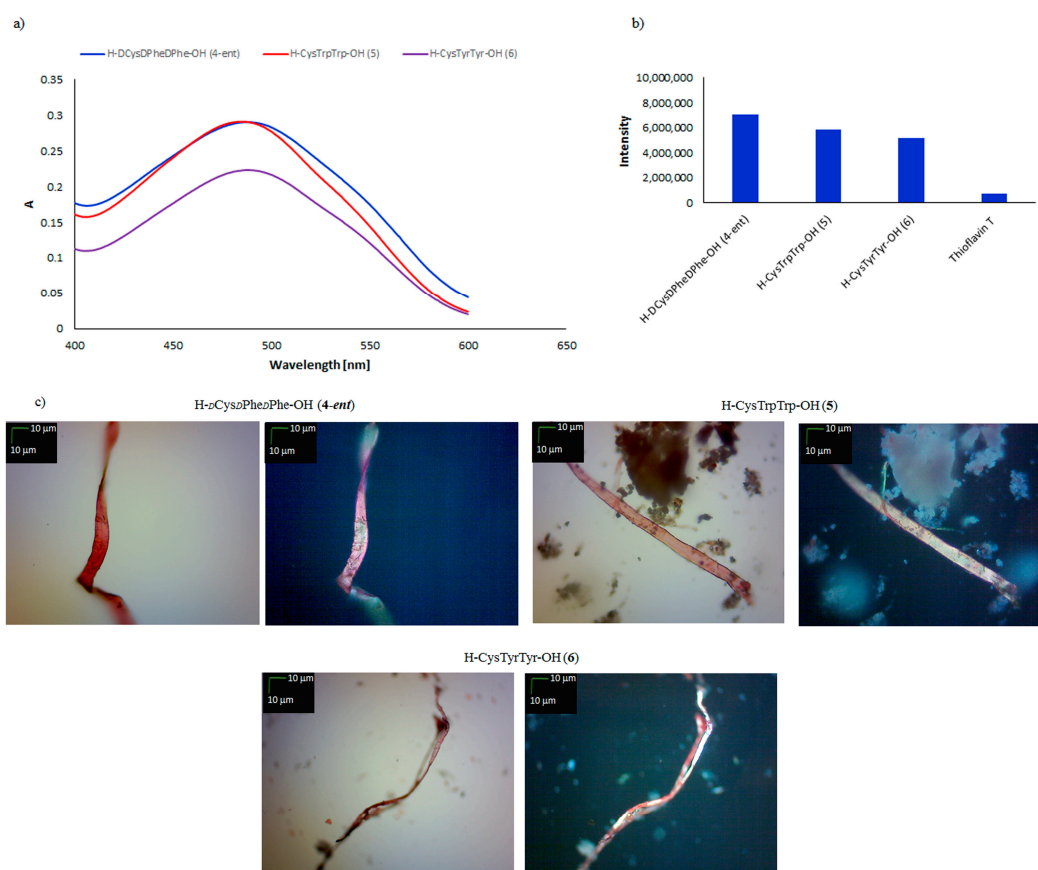 a)
H-DCysDPheDPhe-OH (4-ent) H-CysTrpTrp-OH (5) H-CysTyrTyr-OH (6)
0.35
0.3
0.25
0.2
0.15
0.1
0.05
0
A
400 450 500 550 600 650
Wavelength [nm]
b)
10,000,000
8,000,000
6,000,000
4,000,000
2,000,000
0
Intensity
H-DCysDPheDPhe-OH (4-ent)
H-CysTrpTrp-OH (5)
H-CysTyrTyr-OH (6)
Thioflavin T
c)
H-DCysDPheDPhe-OH (4-ent)
H-CysTrpTrp-OH (5)
10 µm
10 µm
10 µm
10 µm
10 µm
10 µm
10 µm
10 µm
H-CysTyrTyr-OH (6)
10 µm
10 µm
10 µm
10 µm